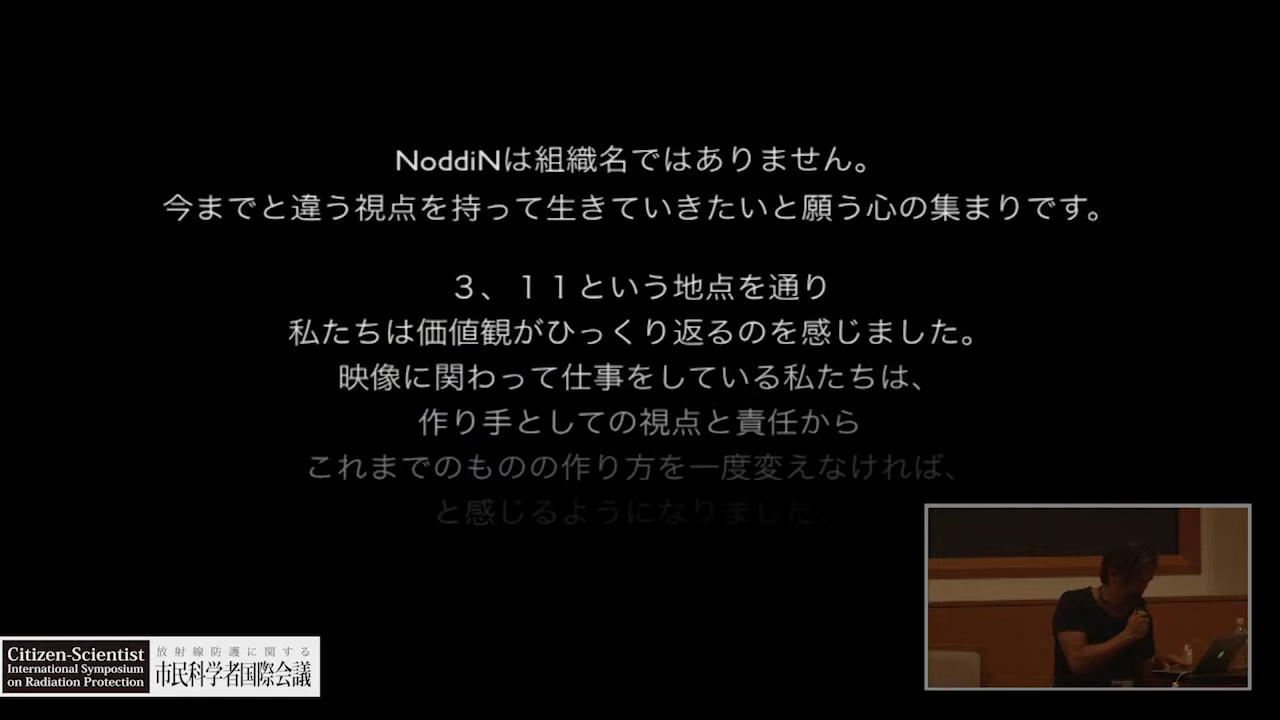 NoddiNは組織名ではありません。
今までと違う視点を持って生きていきたいと願う心の集まりです。
３、１１という地点を通り
私たちは価値観がひっくり返るのを感じました。
映像に関わって仕事をしている私たちは、
作り手としての視点と責任から
これまでのものの作り方を一度変えなければ、
と感じるようになりました。
Citizen-Scientist
International Symposium
on Radiation Protection
放射線防護に関する
市民科学者国際会議